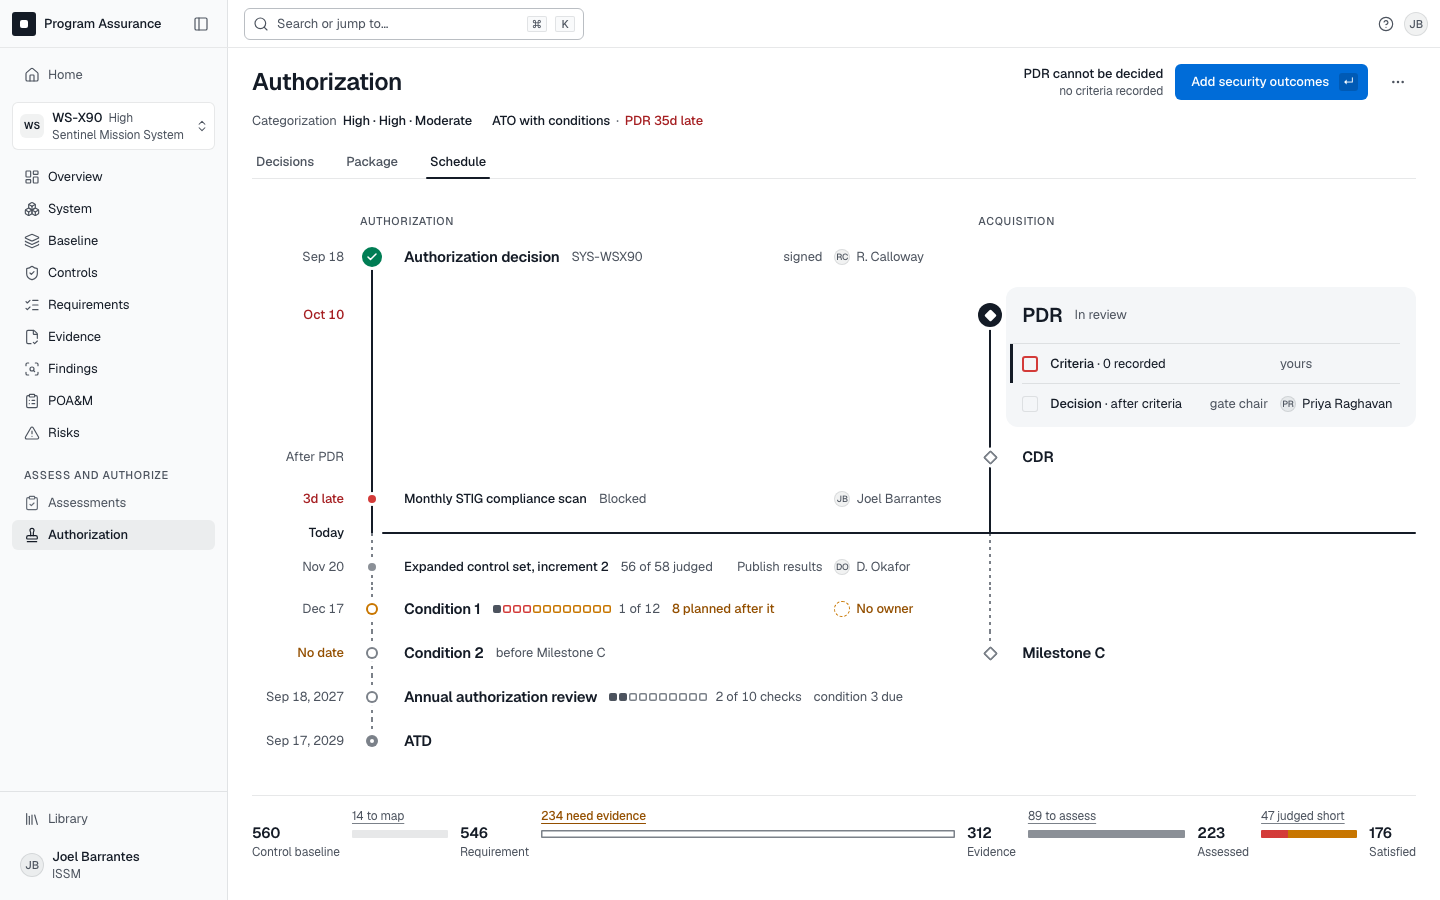 Program Assurance
Search or jump to… ⌘ K
JB
Home
WS WS-X90 High
Sentinel Mission System
Overview
System
Baseline
Controls
Requirements
Evidence
Findings
POA&M
Risks
ASSESS AND AUTHORIZE
Assessments
Authorization
Library
JB Joel Barrantes
ISSM
Authorization
PDR cannot be decided
no criteria recorded
Add security outcomes
Categorization High · High · Moderate ATO with conditions · PDR 35d late
Decisions Package Schedule
AUTHORIZATION ACQUISITION
Sep 18 Authorization decision SYS-WSX90 signed RC R. Calloway
Oct 10 PDR In review
Criteria · 0 recorded yours
Decision · after criteria gate chair PR Priya Raghavan
After PDR CDR
3d late Monthly STIG compliance scan Blocked JB Joel Barrantes
Today
Nov 20 Expanded control set, increment 2 56 of 58 judged Publish results DO D. Okafor
Dec 17 Condition 1 1 of 12 8 planned after it No owner
No date Condition 2 before Milestone C Milestone C
Sep 18, 2027 Annual authorization review 2 of 10 checks condition 3 due
Sep 17, 2029 ATD
14 to map 234 need evidence 89 to assess 47 judged short
560 546 312 223 176
Control baseline Requirement Evidence Assessed Satisfied